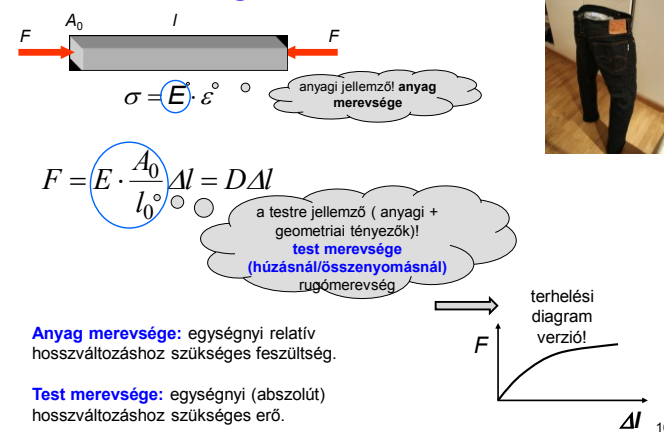 A₀ l
F F
σ = E · ε
anyagi jellemző! anyag
merevsége
F = E · A₀/l₀ Δl = DΔl
a testre jellemző ( anyagi +
geometriai tényezők)!
test merevsége
(húzásnál/összenyomásnál)
rugómerevség
terhelési
diagram
verzió!
F
Δl
Anyag merevsége: egységnyi relatív
hosszváltozáshoz szükséges feszültség.
Test merevsége: egységnyi (abszolút)
hosszváltozáshoz szükséges erő.